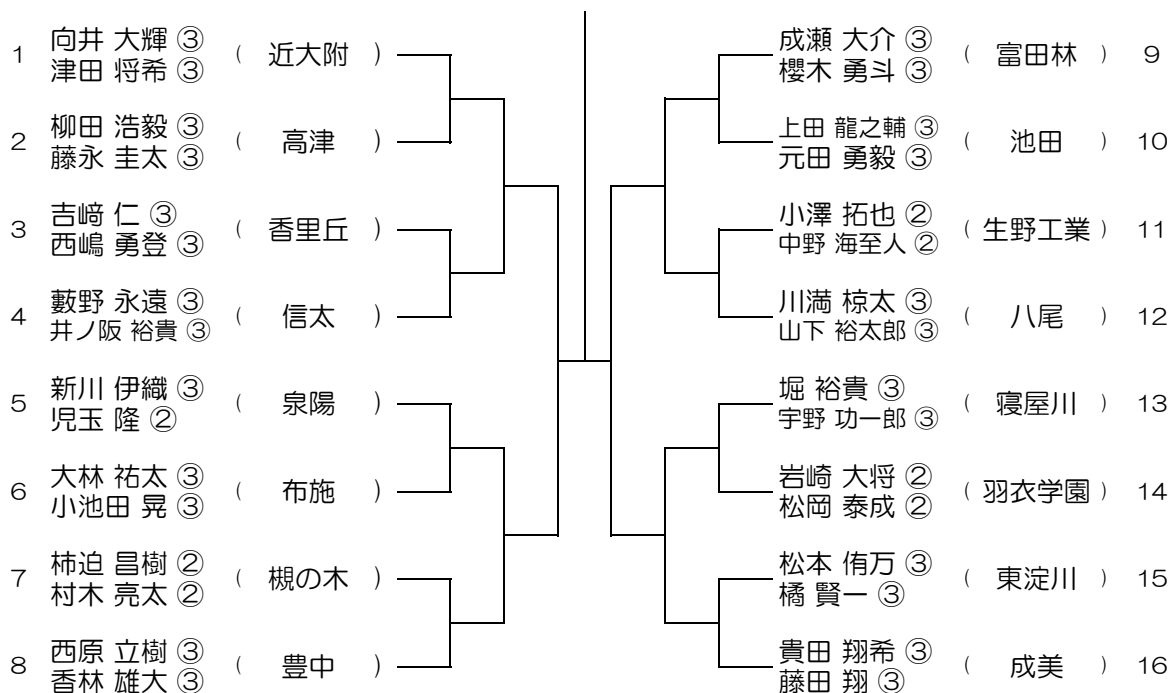 1 向井 大輝 ③ ( 近大附 )
津田 将希 ③
2 柳田 浩毅 ③ ( 高津 )
藤永 圭太 ③
3 吉﨑 仁 ③ ( 香里丘 )
西嶋 勇登 ③
4 藪野 永遠 ③ ( 信太 )
井ノ阪 裕貴 ③
5 新川 伊織 ③ ( 泉陽 )
児玉 隆 ②
6 大林 祐太 ③ ( 布施 )
小池田 晃 ③
7 柿迫 昌樹 ② ( 槻の木 )
村木 亮太 ②
8 西原 立樹 ③ ( 豊中 )
香林 雄大 ③
成瀬 大介 ③ ( 富田林 ) 9
櫻木 勇斗 ③
上田 龍之輔 ③ ( 池田 ) 10
元田 勇毅 ③
小澤 拓也 ② ( 生野工業 ) 11
中野 海至人 ②
川満 椋太 ③ ( 八尾 ) 12
山下 裕太郎 ③
堀 裕貴 ③ ( 寝屋川 ) 13
宇野 功一郎 ③
岩崎 大将 ② ( 羽衣学園 ) 14
松岡 泰成 ②
松本 侑万 ③ ( 東淀川 ) 15
橘 賢一 ③
貴田 翔希 ③ ( 成美 ) 16
藤田 翔 ③